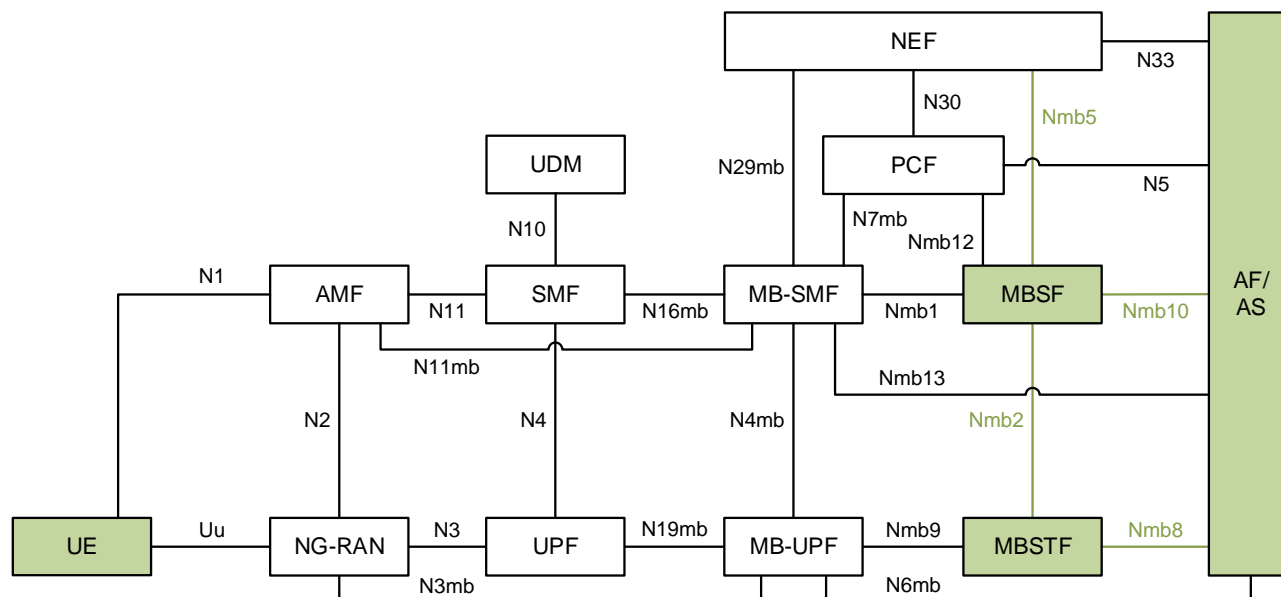 NEF
N33
N30
Nmb5
UDM
N29mb
PCF
N5
N10
N7mb
Nmb12
N1
AMF
N11
SMF
N16mb
MB-SMF
Nmb1
MBSF
Nmb10
AF/
AS
N11mb
Nmb13
N2
N4
N4mb
Nmb2
UE
Uu
NG-RAN
N3
UPF
N19mb
MB-UPF
Nmb9
MBSTF
Nmb8
N3mb
N6mb